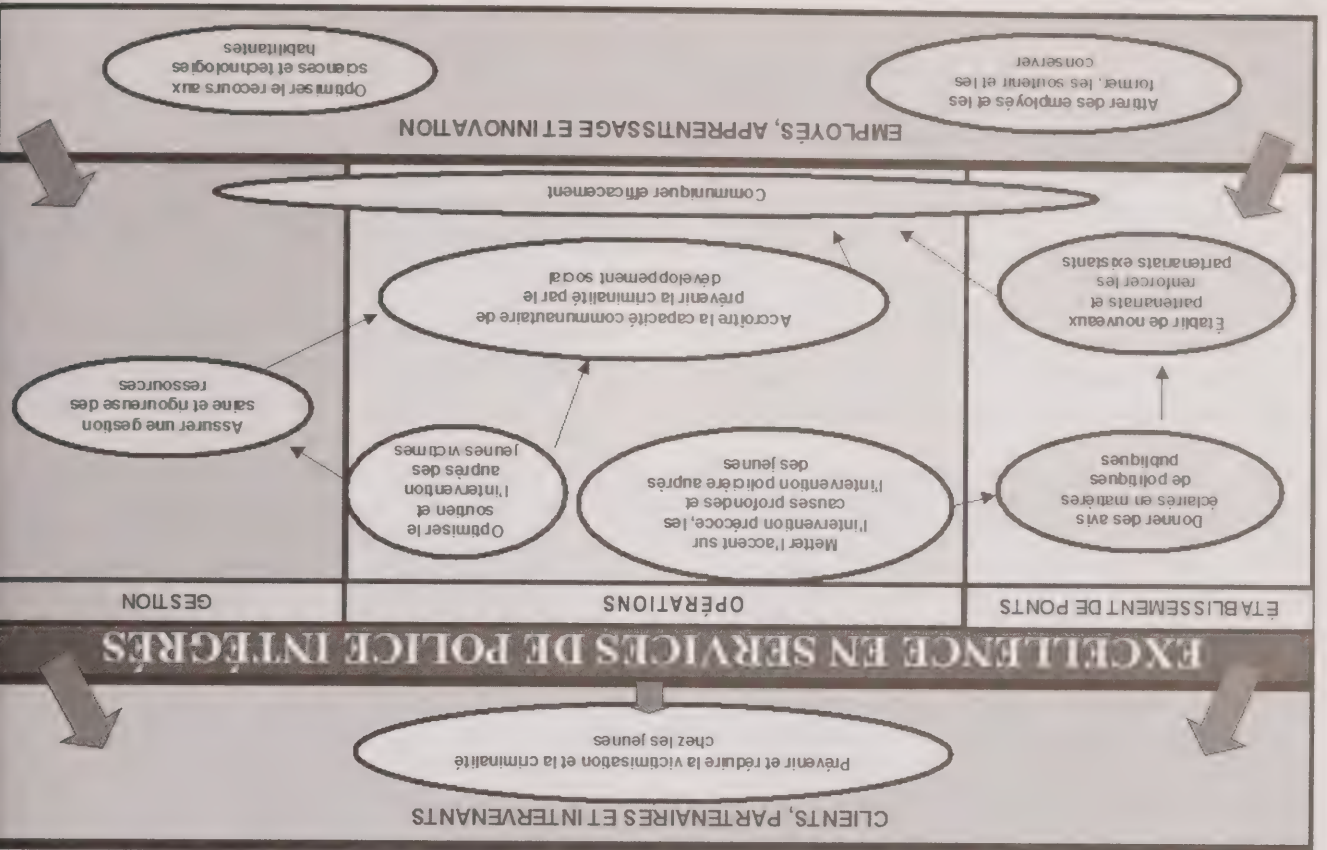 CLIENTS, PARTENAIRES ET INTERVENANTS
Prévenir et réduire la victimisation et la criminalité
chez les jeunes
EXCELLENCE EN SERVICES DE POLICE INTÉGRÉS
ÉTABLISSEMENT DE PONTS
OPÉRATIONS
GESTION
Donner des avis
éclairés en matières
de politiques
publiques
Metter l'accent sur
l'intervention précoce, les
causes profondes et
l'intervention policière auprès
des jeunes
Optimiser le
soutien et
l'intervention
auprès des
jeunes victimes
Assurer une gestion
saine et rigoureuse des
ressources
Établir de nouveaux
partenariats et
renforcer les
partenariats existants
Accroître la capacité communautaire de
prévenir la criminalité par le
développement social
Communiquer efficacement
EMPLOYÉS, APPRENTISSAGE ET INNOVATION
Attirer des employés et les
former, les soutenir et les
conserver
Optimiser le recours aux
sciences et technologies
habilitantes